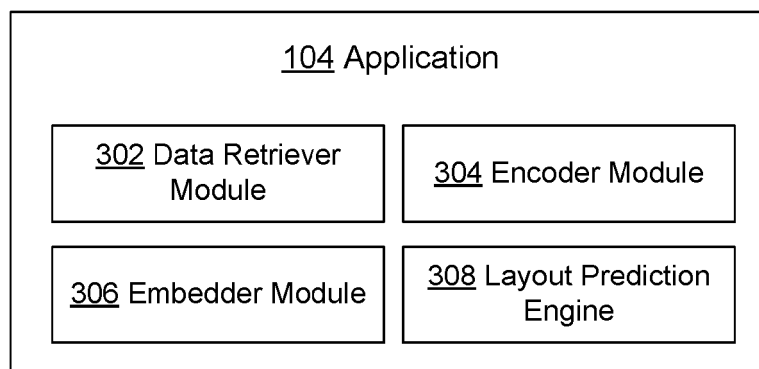 104 Application
302 Data Retriever
Module
304 Encoder Module
306 Embedder Module
308 Layout Prediction
Engine